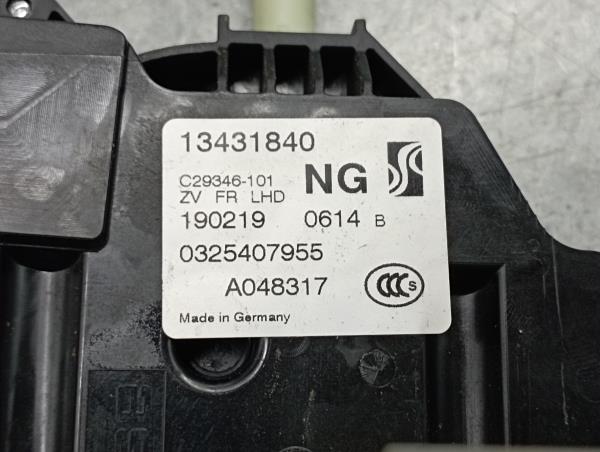 13431840
C29346-101 NG
ZV FR LHD
190219 0614 B
0325407955
A048317
CCC S
Made in Germany